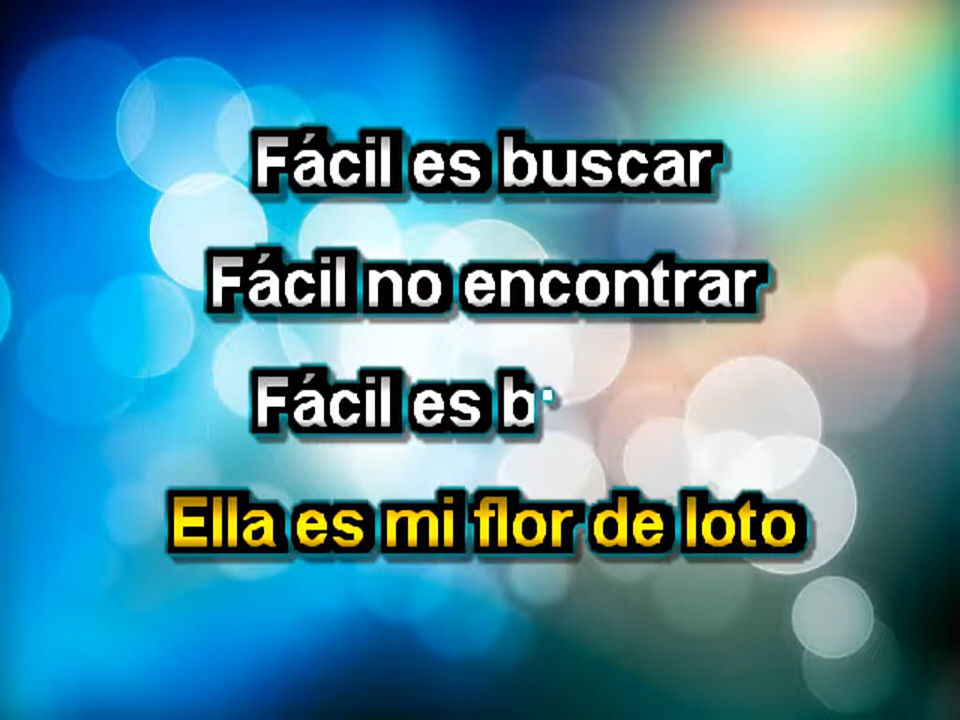 Fácil es buscar
Fácil no encontrar
Fácil es
Ella es mi flor de loto